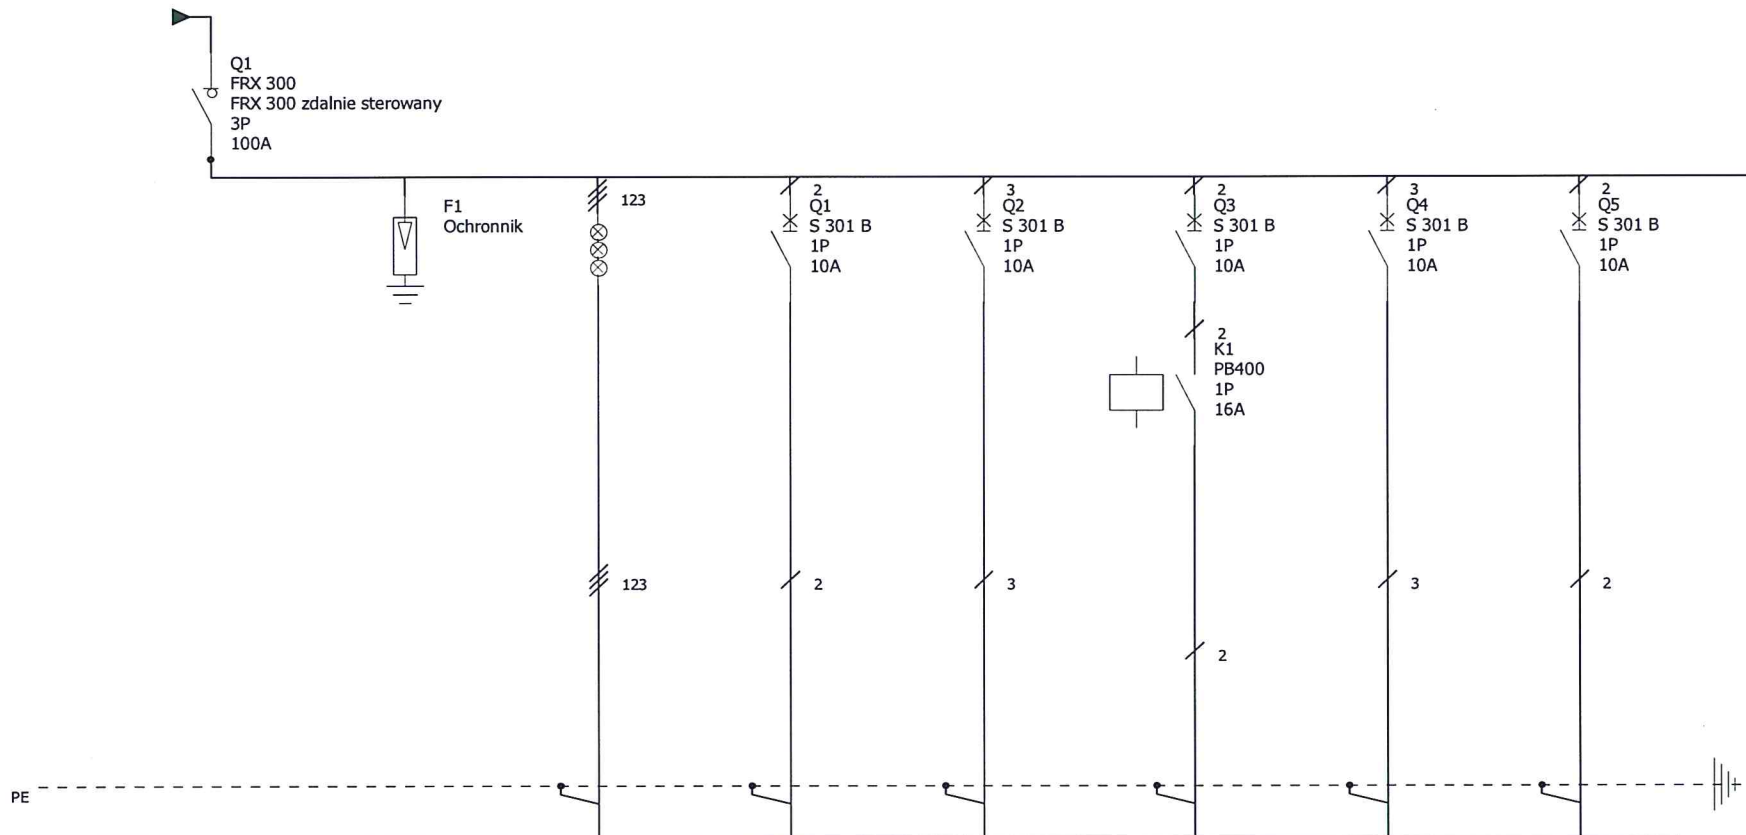 Q1
FRX 300
FRX 300 zdalnie sterowany
3P
100A
F1
Ochronnik
123
2
Q1
S 301 B
1P
10A
3
Q2
S 301 B
1P
10A
2
Q3
S 301 B
1P
10A
3
Q4
S 301 B
1P
10A
2
Q5
S 301 B
1P
10A
2
K1
PB400
1P
16A
123
2
3
2
3
2
PE